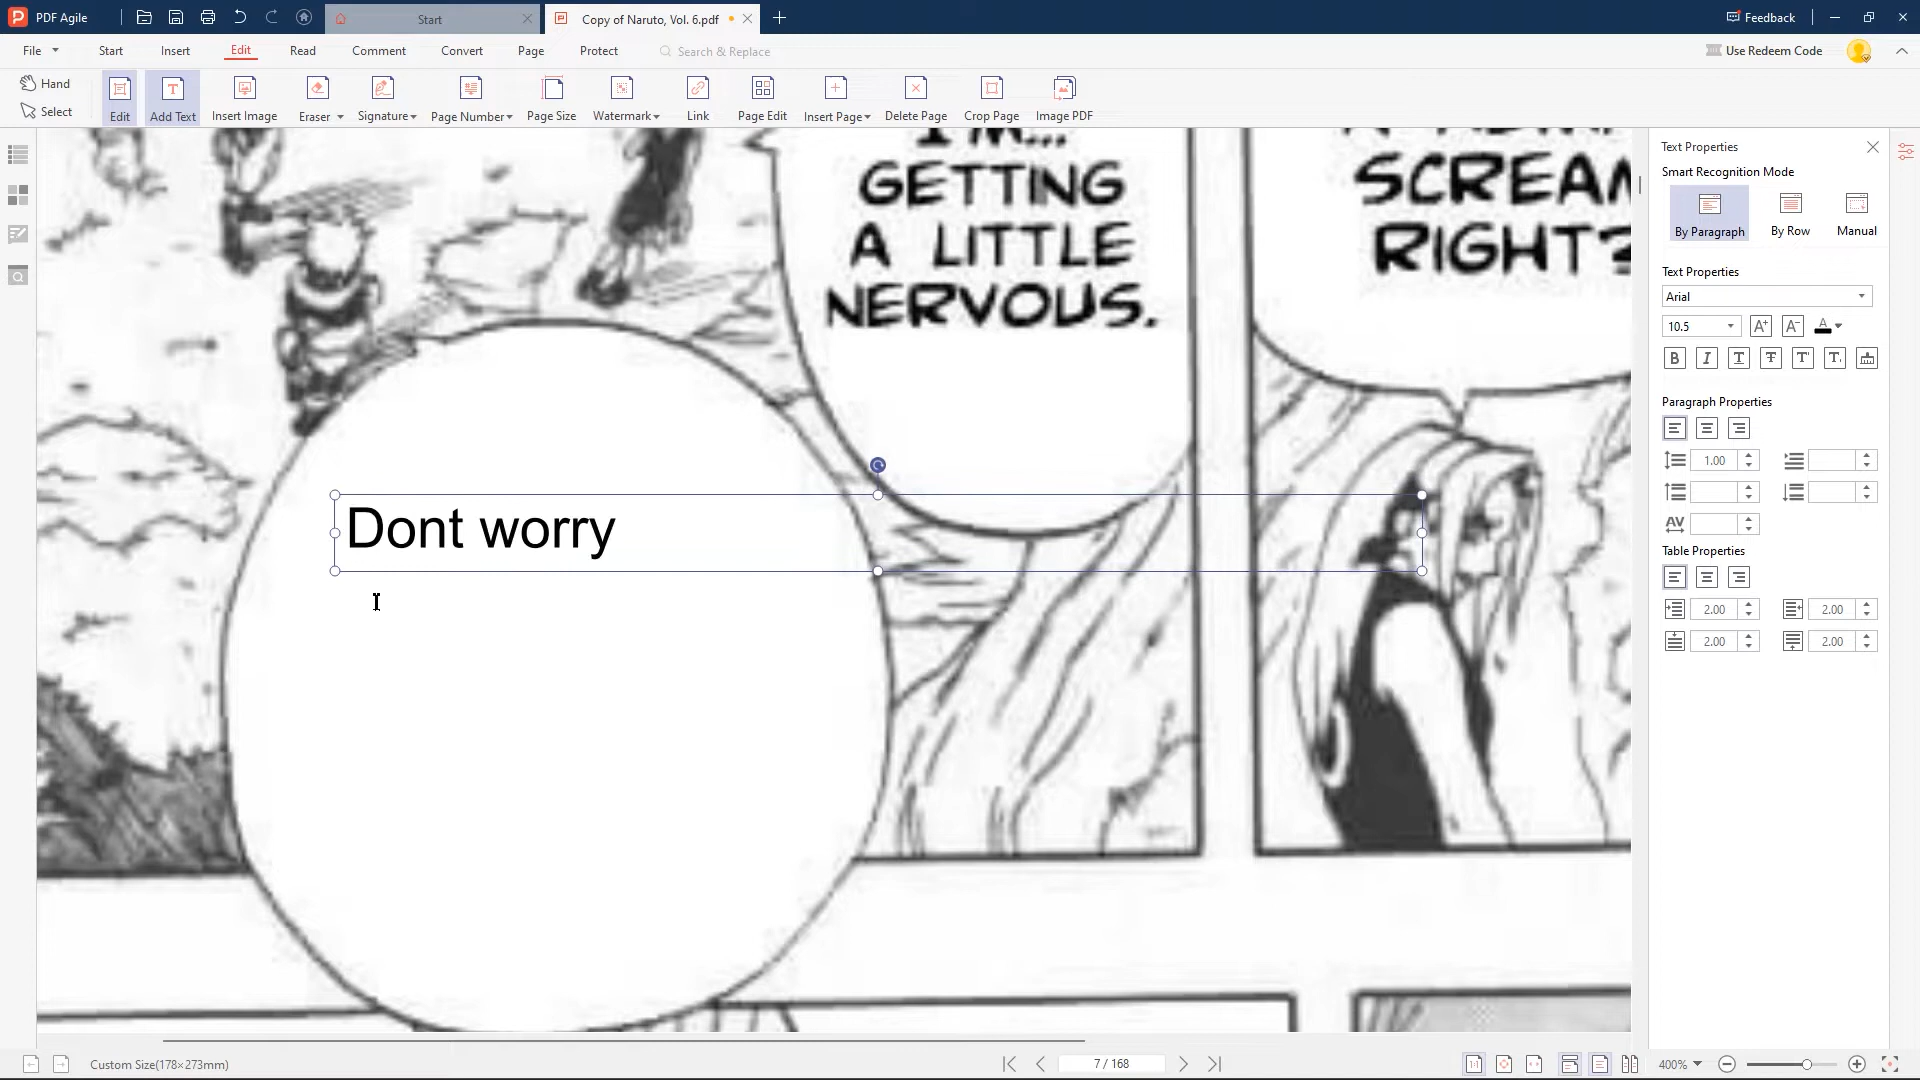 PDF Agile
Start
Copy of Naruto, Vol. 6.pdf
Feedback
File
Start
Insert
Edit
Read
Comment
Convert
Page
Protect
Search & Replace
Use Redeem Code
Hand
Select
Edit
Add Text
Insert Image
Eraser
Signature
Page Number
Page Size
Watermark
Link
Page Edit
Insert Page
Delete Page
Crop Page
Image PDF
I'M...
GETTING
A LITTLE
NERVOUS.
SCREAM
RIGHT?
Dont worry
Text Properties
Smart Recognition Mode
By Paragraph
By Row
Manual
Text Properties
Arial
10.5
Paragraph Properties
1.00
Table Properties
2.00
2.00
2.00
2.00
Custom Size(178×273mm)
7 / 168
400%